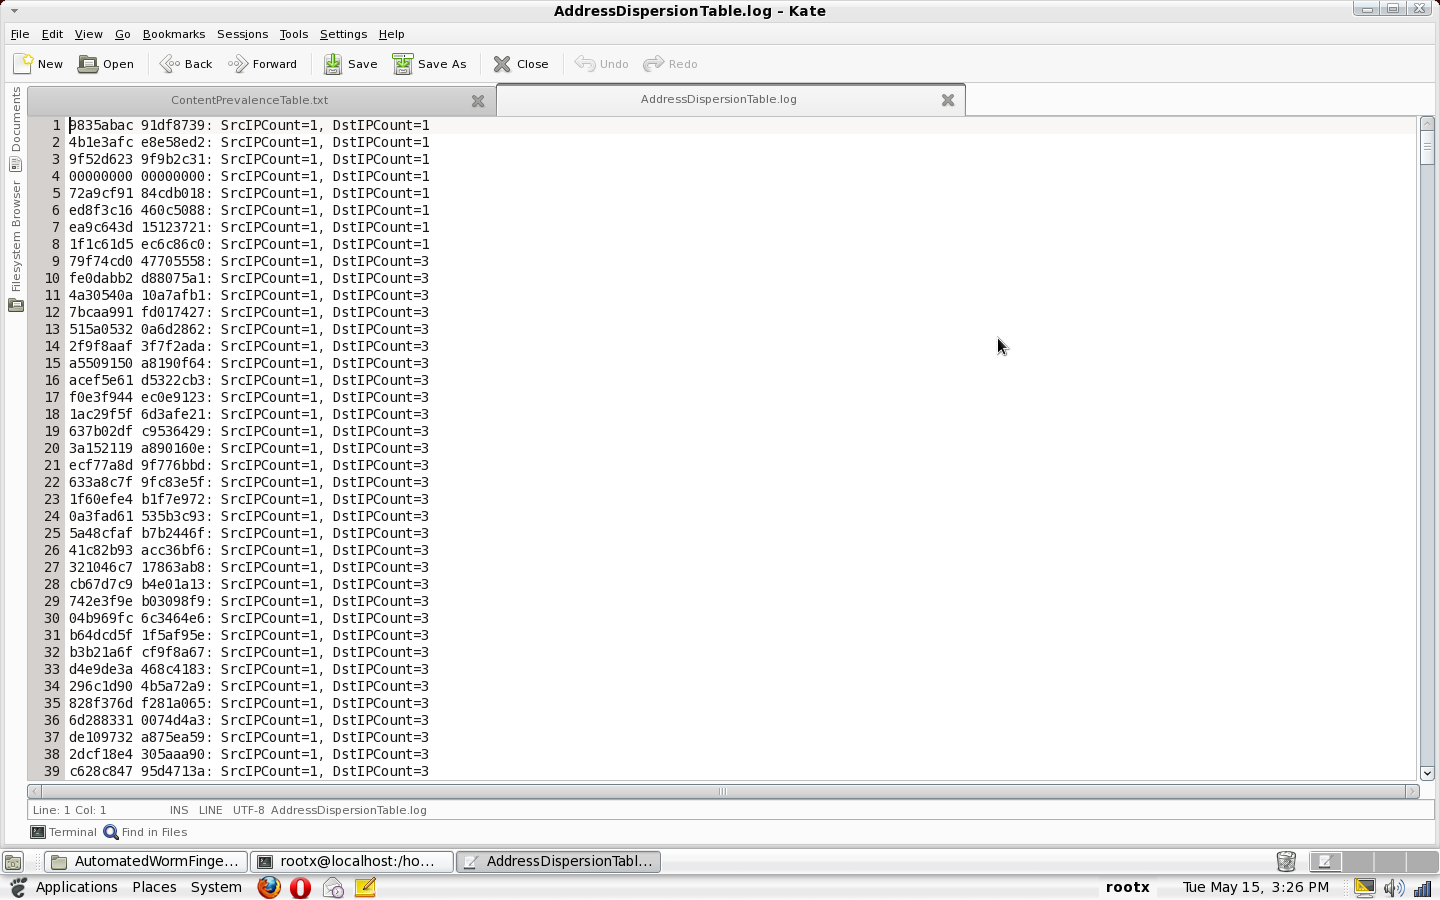 AddressDispersionTable.log – Kate
File Edit View Go Bookmarks Sessions Tools Settings Help
New Open Back Forward Save Save As Close Undo Redo
ContentPrevalenceTable.txt AddressDispersionTable.log
Documents
Filesystem Browser
1 9835abac 91df8739: SrcIPCount=1, DstIPCount=1
2 4b1e3afc e8e58ed2: SrcIPCount=1, DstIPCount=1
3 9f52d623 9f9b2c31: SrcIPCount=1, DstIPCount=1
4 00000000 00000000: SrcIPCount=1, DstIPCount=1
5 72a9cf91 84cdb018: SrcIPCount=1, DstIPCount=1
6 ed8f3c16 460c5088: SrcIPCount=1, DstIPCount=1
7 ea9c643d 15123721: SrcIPCount=1, DstIPCount=1
8 1f1c61d5 ec6c86c0: SrcIPCount=1, DstIPCount=1
9 79f74cd0 47705558: SrcIPCount=1, DstIPCount=3
10 fe0dabb2 d88075a1: SrcIPCount=1, DstIPCount=3
11 4a30540a 10a7afb1: SrcIPCount=1, DstIPCount=3
12 7bcaa991 fd017427: SrcIPCount=1, DstIPCount=3
13 515a0532 0a6d2862: SrcIPCount=1, DstIPCount=3
14 2f9f8aaf 3f7f2ada: SrcIPCount=1, DstIPCount=3
15 a5509150 a8190f64: SrcIPCount=1, DstIPCount=3
16 acef5e61 d5322cb3: SrcIPCount=1, DstIPCount=3
17 f0e3f944 ec0e9123: SrcIPCount=1, DstIPCount=3
18 1ac29f5f 6d3afe21: SrcIPCount=1, DstIPCount=3
19 637b02df c9536429: SrcIPCount=1, DstIPCount=3
20 3a152119 a890160e: SrcIPCount=1, DstIPCount=3
21 ecf77a8d 9f776bbd: SrcIPCount=1, DstIPCount=3
22 633a8c7f 9fc83e5f: SrcIPCount=1, DstIPCount=3
23 1f60efe4 b1f7e972: SrcIPCount=1, DstIPCount=3
24 0a3fad61 535b3c93: SrcIPCount=1, DstIPCount=3
25 5a48cfaf b7b2446f: SrcIPCount=1, DstIPCount=3
26 41c82b93 acc36bf6: SrcIPCount=1, DstIPCount=3
27 321046c7 17863ab8: SrcIPCount=1, DstIPCount=3
28 cb67d7c9 b4e01a13: SrcIPCount=1, DstIPCount=3
29 742e3f9e b03098f9: SrcIPCount=1, DstIPCount=3
30 04b969fc 6c3464e6: SrcIPCount=1, DstIPCount=3
31 b64dcd5f 1f5af95e: SrcIPCount=1, DstIPCount=3
32 b3b21a6f cf9f8a67: SrcIPCount=1, DstIPCount=3
33 d4e9de3a 468c4183: SrcIPCount=1, DstIPCount=3
34 296c1d90 4b5a72a9: SrcIPCount=1, DstIPCount=3
35 828f376d f281a065: SrcIPCount=1, DstIPCount=3
36 6d288331 0074d4a3: SrcIPCount=1, DstIPCount=3
37 de109732 a875ea59: SrcIPCount=1, DstIPCount=3
38 2dcf18e4 305aaa90: SrcIPCount=1, DstIPCount=3
39 c628c847 95d4713a: SrcIPCount=1, DstIPCount=3
Line: 1 Col: 1 INS LINE UTF-8 AddressDispersionTable.log
Terminal Find in Files
AutomatedWormFinge... rootx@localhost:/ho... AddressDispersionTabl...
Applications Places System rootx Tue May 15, 3:26 PM